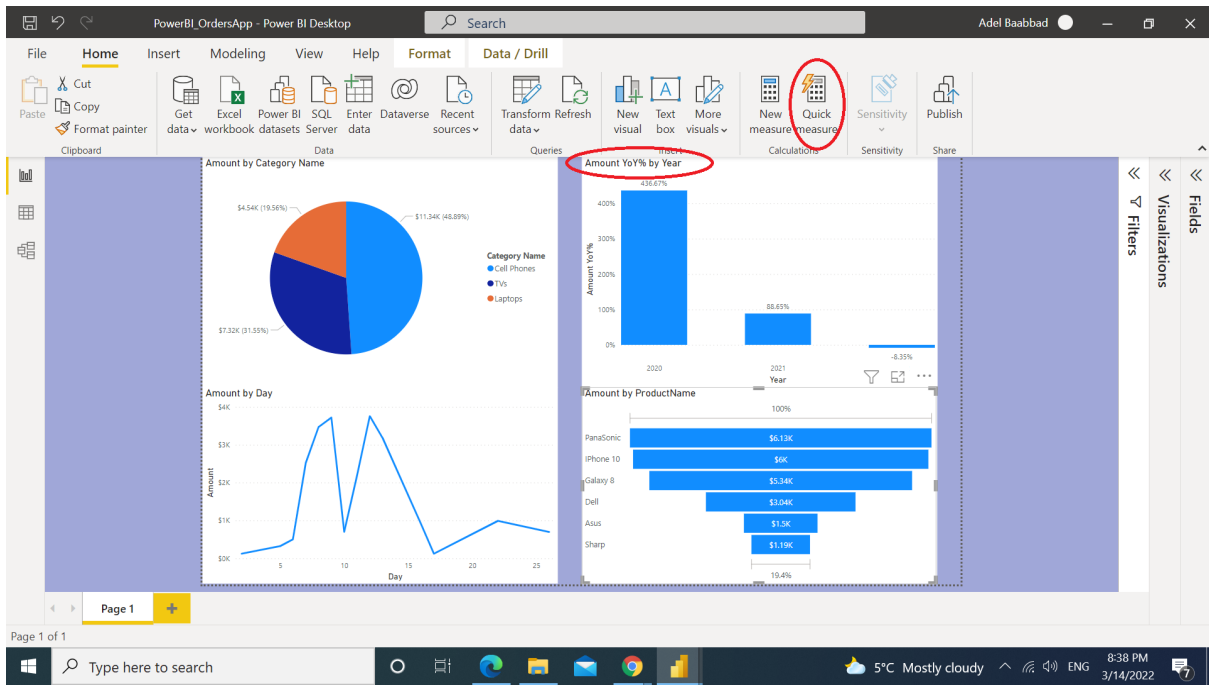 PowerBI_OrdersApp - Power BI Desktop
Search
Adel Baabbad
File Home Insert Modeling View Help Format Data / Drill
Paste
Cut
Copy
Format painter
Clipboard
Get data
Excel workbook
Power BI datasets
SQL Server
Enter data
Dataverse
Recent sources
Data
Transform data
Refresh
Queries
New visual
Text box
More visuals
Insert
New measure
Quick measure
Calculations
Sensitivity
Sensitivity
Publish
Share
Amount by Category Name
$4.54K (19.56%)
$11.34K (48.89%)
$7.32K (31.55%)
Category Name
Cell Phones
TVs
Laptops
Amount YoY% by Year
436.67%
400%
300%
200%
100%
0%
Amount YoY%
88.65%
-8.35%
2020 2021
Year
Amount by Day
$4K
$3K
$2K
$1K
$0K
Amount
5 10 15 20 25
Day
Amount by ProductName
100%
PanaSonic $6.13K
IPhone 10 $6K
Galaxy 8 $5.34K
Dell $3.04K
Asus $1.5K
Sharp $1.19K
19.4%
Filters
Visualizations
Fields
Page 1
Page 1 of 1
Type here to search
5°C Mostly cloudy
ENG
8:38 PM
3/14/2022
7